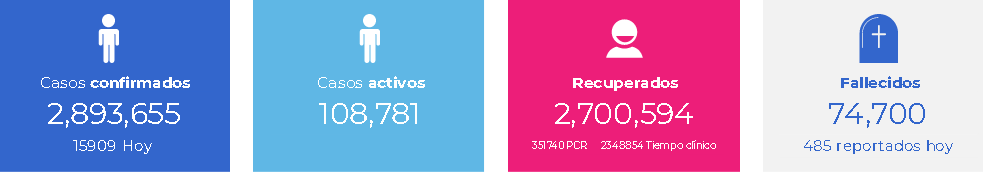 Casos confirmados
2,893,655
15909 Hoy
Casos activos
108,781
Recuperados
2,700,594
351740 PCR 2348854 Tiempo clínico
Fallecidos
74,700
485 reportados hoy